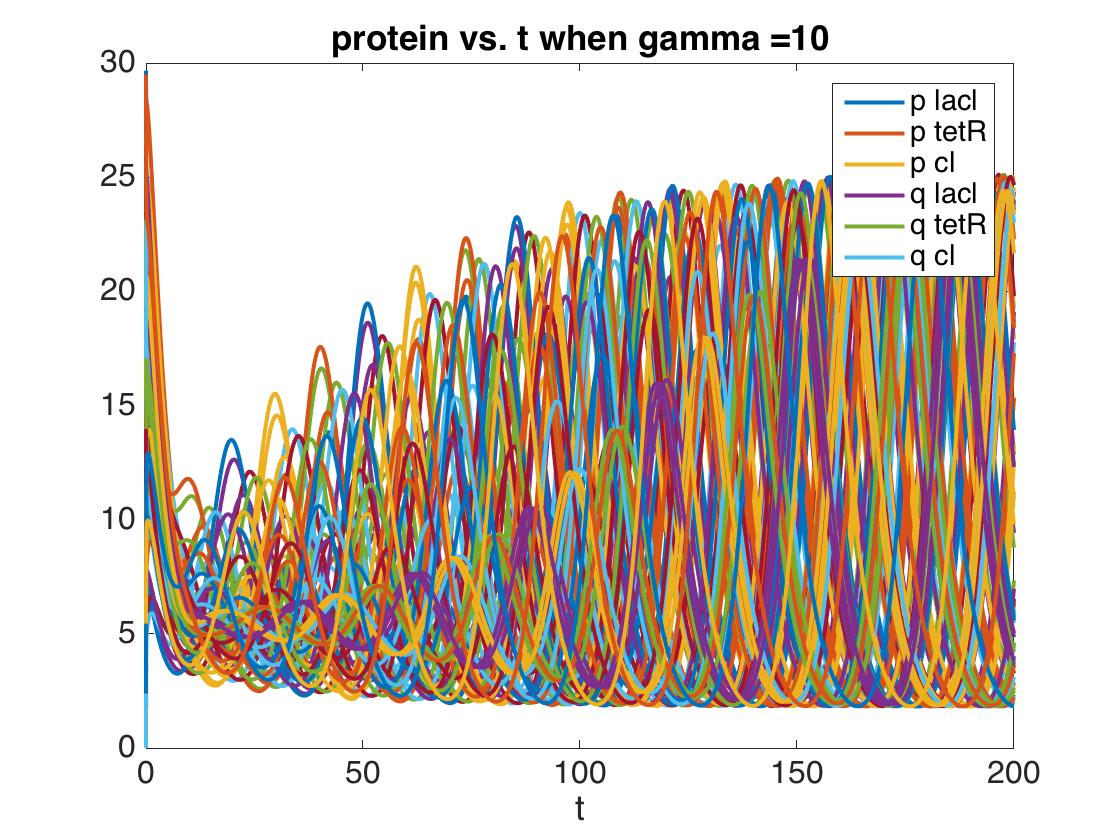 protein vs. t when gamma =10
30
25
20
15
10
5
0
p lacI
p tetR
p cI
q lacI
q tetR
q cI
0 50 100 150 200
t